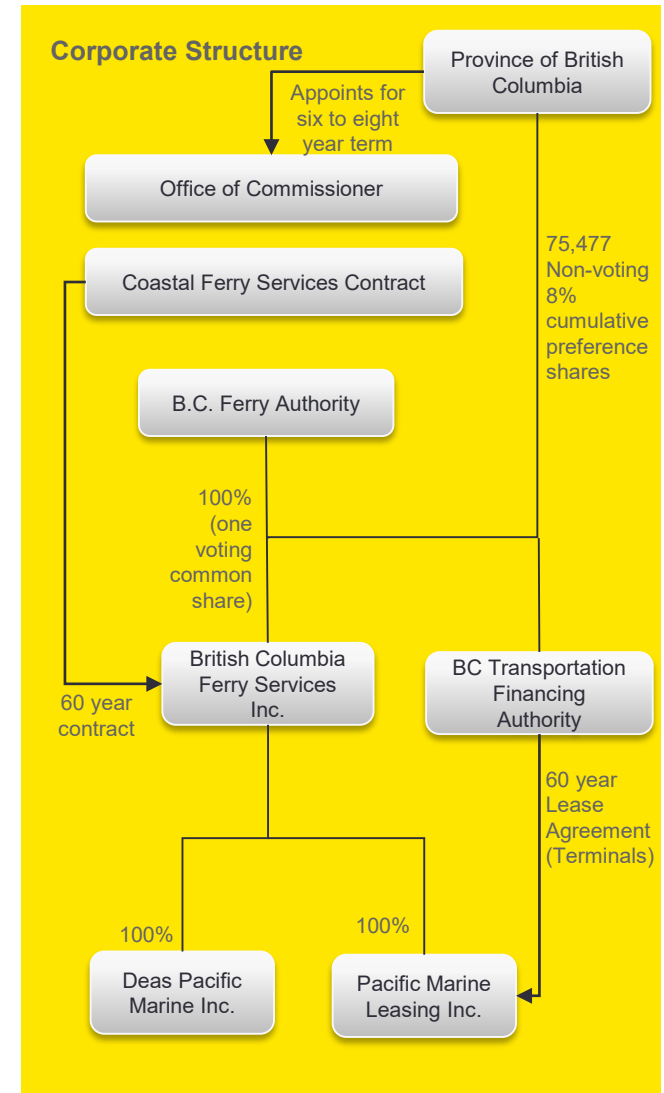 Corporate Structure
Province of British
Columbia
Appoints for
six to eight
year term
Office of Commissioner
75,477
Non-voting
8%
cumulative
preference
shares
Coastal Ferry Services Contract
B.C. Ferry Authority
100%
(one
voting
common
share)
British Columbia
Ferry Services
Inc.
BC Transportation
Financing
Authority
60 year
contract
60 year
Lease
Agreement
(Terminals)
100%
100%
Deas Pacific
Marine Inc.
Pacific Marine
Leasing Inc.